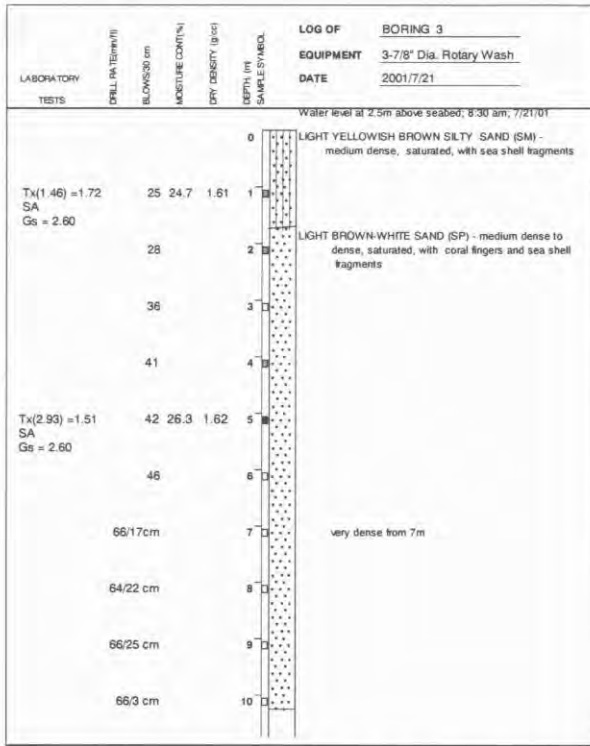 LOG OF BORING 3
EQUIPMENT 3-7/8" Dia. Rotary Wash
DATE 2001/7/21
LABORATORY TESTS
DRILL RATE(min/ft)
BLOWS/30 cm
MOISTURE CONT(%)
DRY DENSITY (g/cc)
DEPTH (m)
SAMPLE SYMBOL
Water level at 2.5m above seabed; 8:30 am; 7/21/01
0 LIGHT YELLOWISH BROWN SILTY SAND (SM) -
medium dense, saturated, with sea shell fragments
Tx(1.46) =1.72 25 24.7 1.61 1
SA
Gs = 2.60
LIGHT BROWN-WHITE SAND (SP) - medium dense to
28 2 dense, saturated, with coral fingers and sea shell
fragments
36 3
41 4
Tx(2.93) =1.51 42 26.3 1.62 5
SA
Gs = 2.60
46 6
66/17cm 7 very dense from 7m
64/22 cm 8
66/25 cm 9
66/3 cm 10